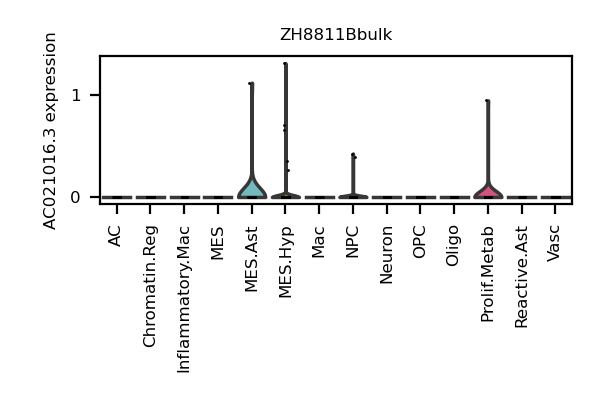 ZH8811Bbulk
AC021016.3 expression
1
0
AC
Chromatin.Reg
Inflammatory.Mac
MES
MES.Ast
MES.Hyp
Mac
NPC
Neuron
OPC
Oligo
Prolif.Metab
Reactive.Ast
Vasc